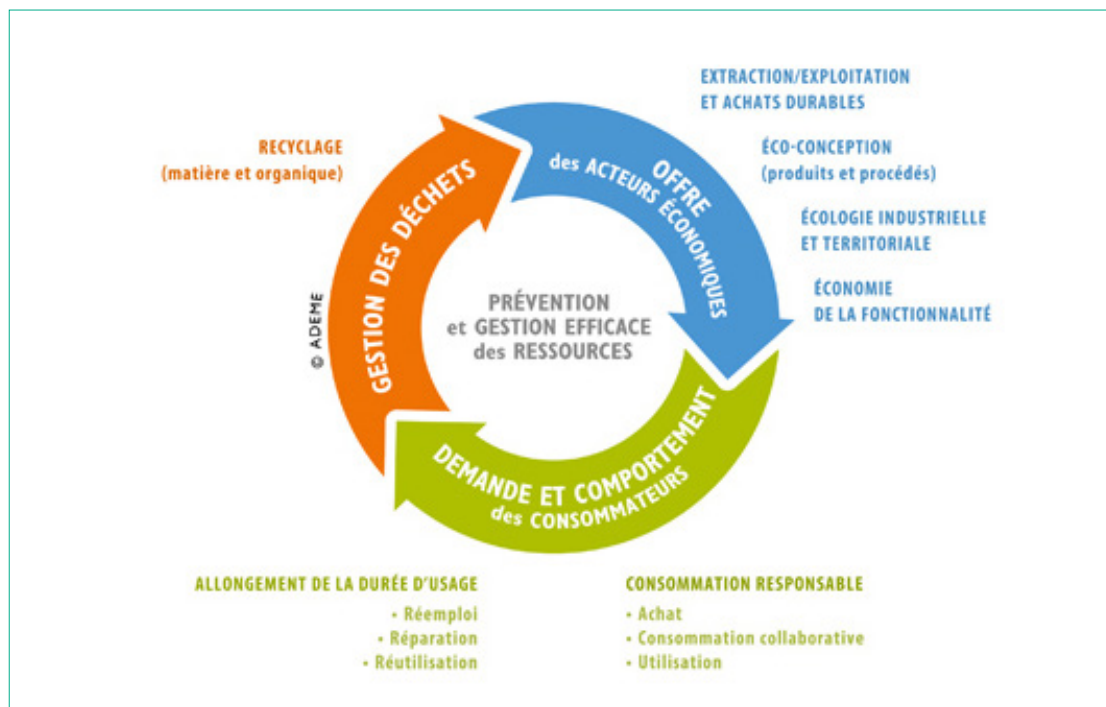 EXTRACTION/EXPLOITATION
ET ACHATS DURABLES
RECYCLAGE
(matière et organique)
ÉCO-CONCEPTION
(produits et procédés)
ÉCOLOGIE INDUSTRIELLE
ET TERRITORIALE
ÉCONOMIE
DE LA FONCTIONNALITÉ
OFFRE
des ACTEURS ÉCONOMIQUES
GESTION DES DÉCHETS
PRÉVENTION
et GESTION EFFICACE
des RESSOURCES
© ADEME
DEMANDE ET COMPORTEMENT
des CONSOMMATEURS
ALLONGEMENT DE LA DURÉE D'USAGE
• Réemploi
• Réparation
• Réutilisation
CONSOMMATION RESPONSABLE
• Achat
• Consommation collaborative
• Utilisation